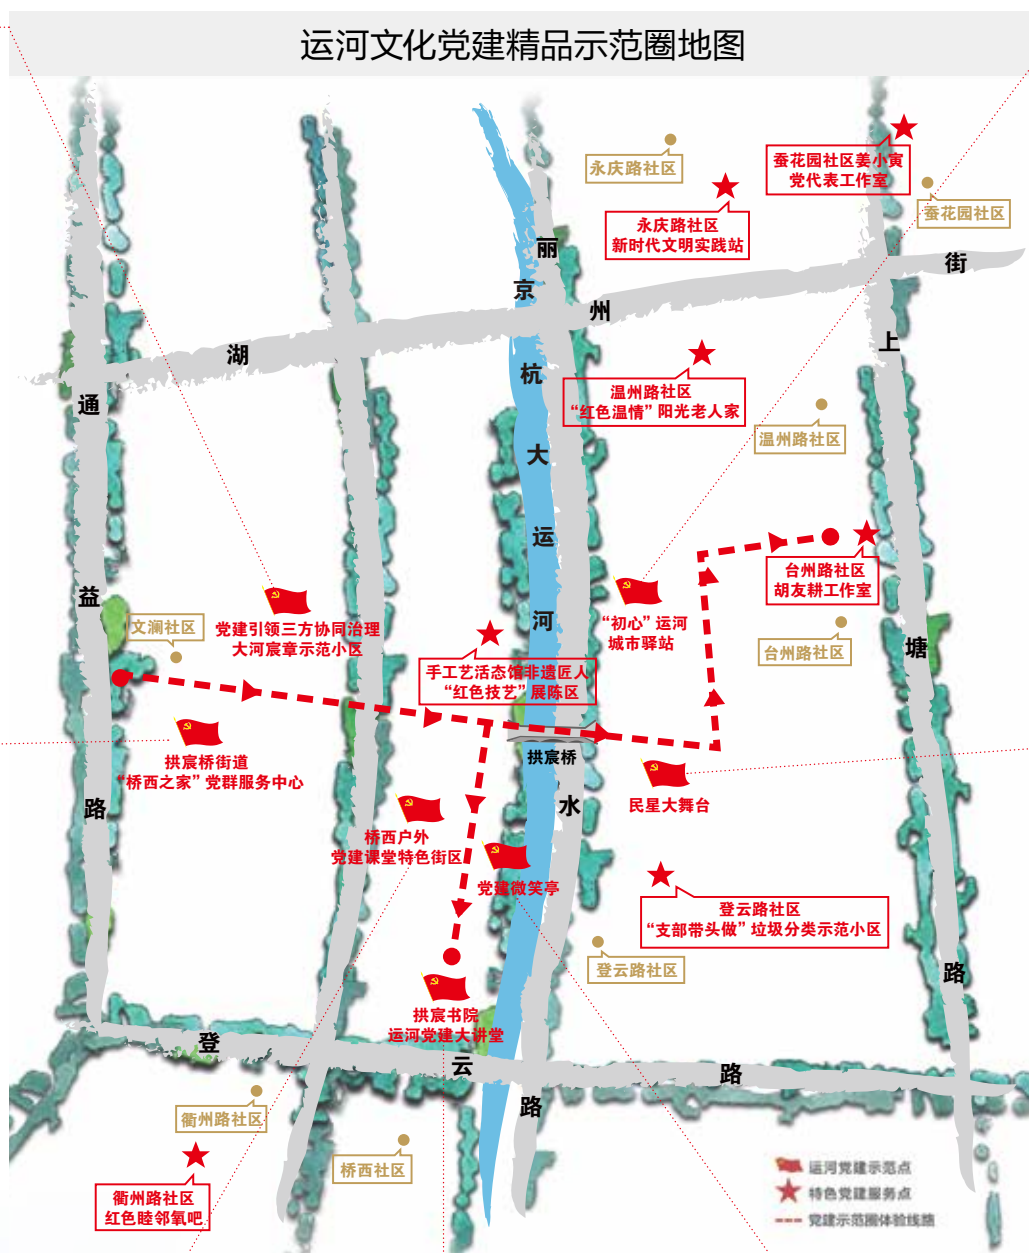 运河文化党建精品示范圈地图
永庆路社区
蚕花园社区姜小寅
党代表工作室
蚕花园社区
永庆路社区
新时代文明实践站
丽
京
州
街
湖
上
杭
温州路社区
“红色温情”阳光老人家
通
温州路社区
大
运
台州路社区
胡友耕工作室
益
河
文澜社区
党建引领三方协同治理
大河宸章示范小区
“初心”运河
城市驿站
台州路社区
塘
手工艺活态馆非遗匠人
“红色技艺”展陈区
拱宸桥
拱宸桥街道
“桥西之家”党群服务中心
路
水
民星大舞台
桥西户外
党建课堂特色街区
党建微笑亭
登云路社区
“支部带头做”垃圾分类示范小区
登云路社区
路
拱宸书院
运河党建大讲堂
登
云
路
路
衢州路社区
桥西社区
衢州路社区
红色睦邻氧吧
运河党建示范点
特色党建服务点
党建示范圈体验线路